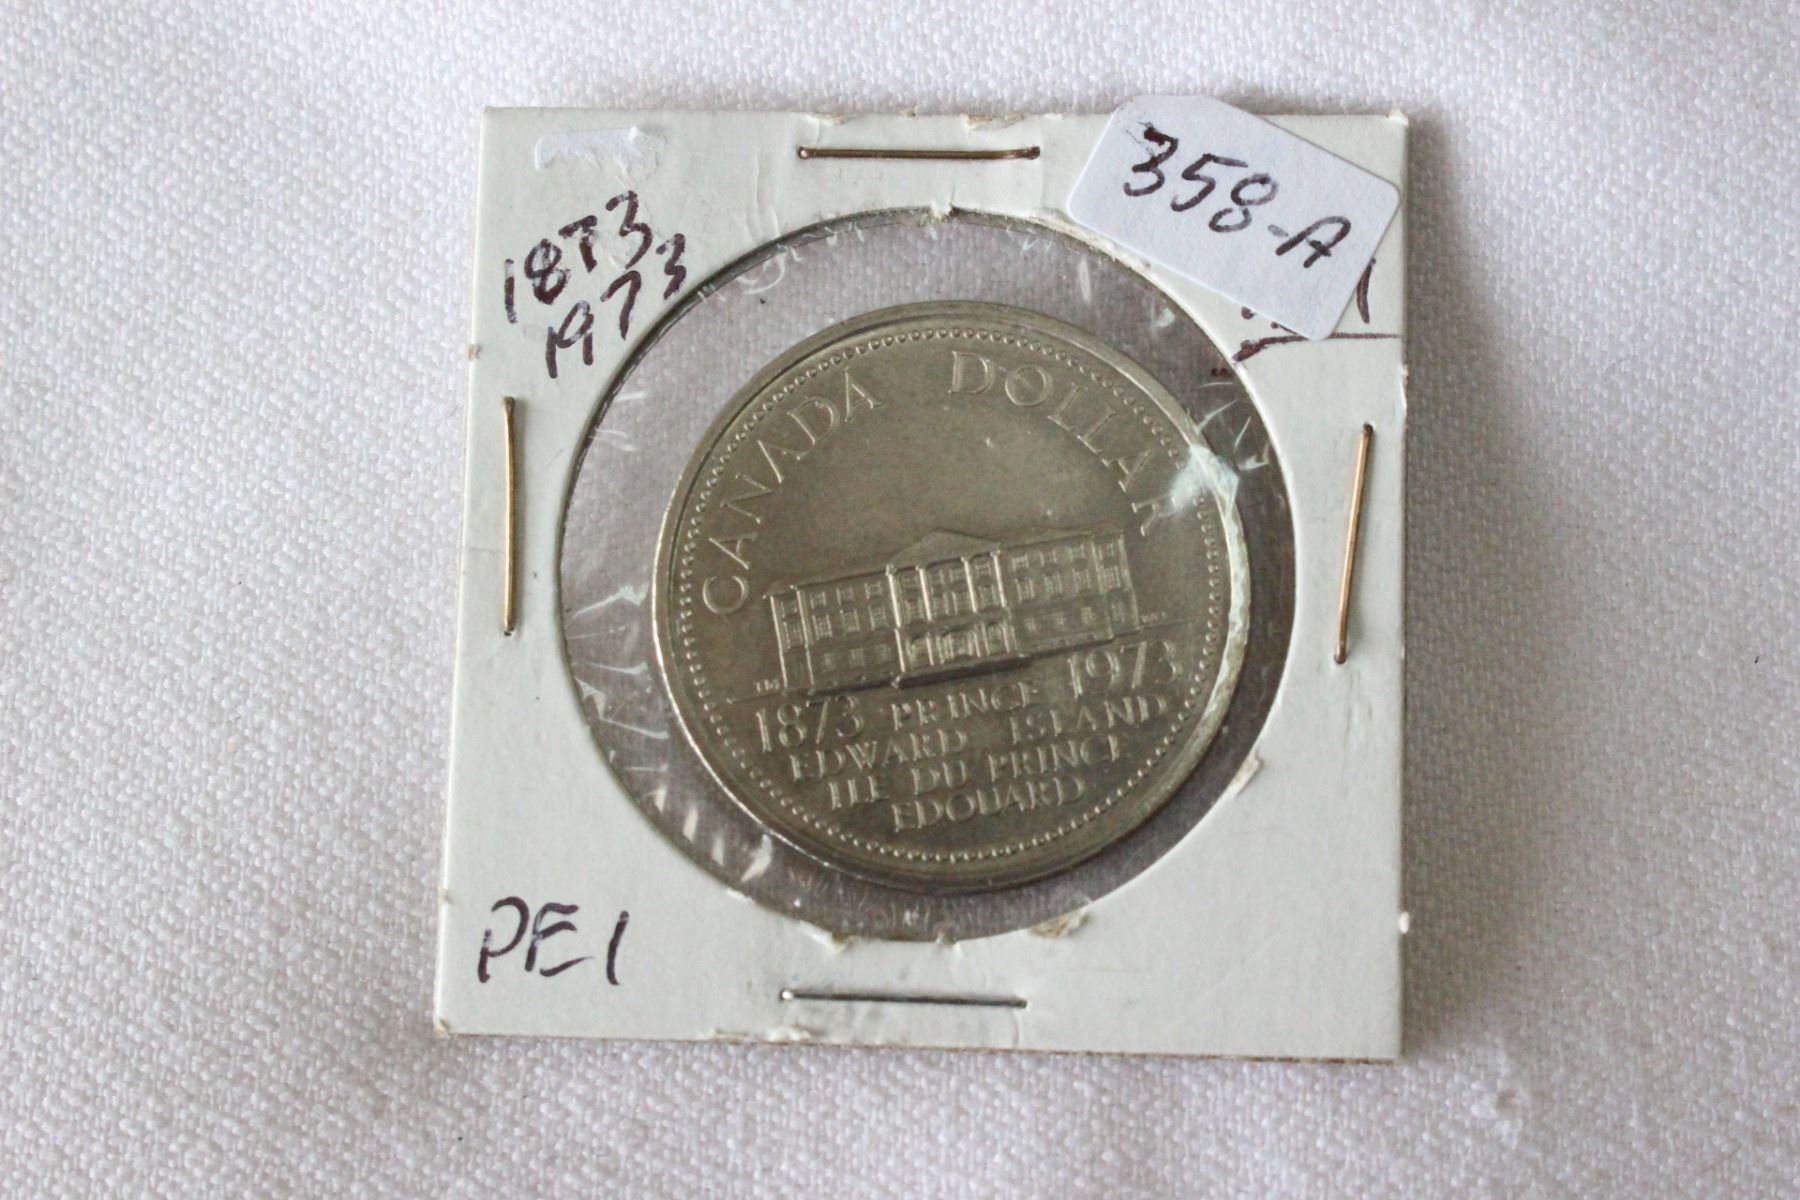 358-A
1873
1973
CANADA DOLLAR
1873 PRINCE 1973
EDWARD ISLAND
ILE DU PRINCE
EDOUARD
PEI